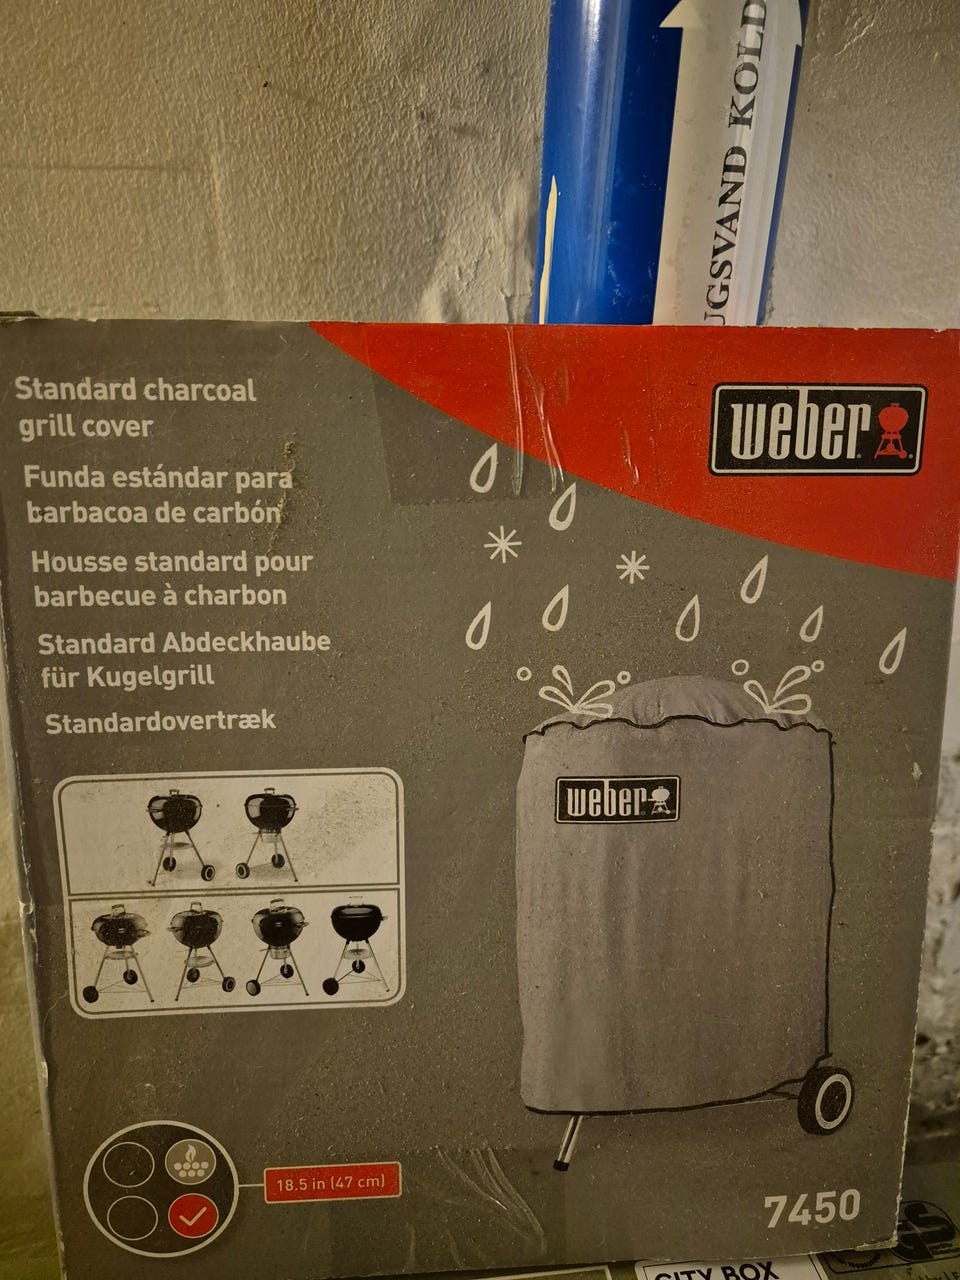 UGSVAND KOLD
Standard charcoal
grill cover
Funda estándar para
barbacoa de carbón
Housse standard pour
barbecue à charbon
Standard Abdeckhaube
für Kugelgrill
Standardovertræk
weber
weber
18.5 in (47 cm)
7450
CITY BOX
GS